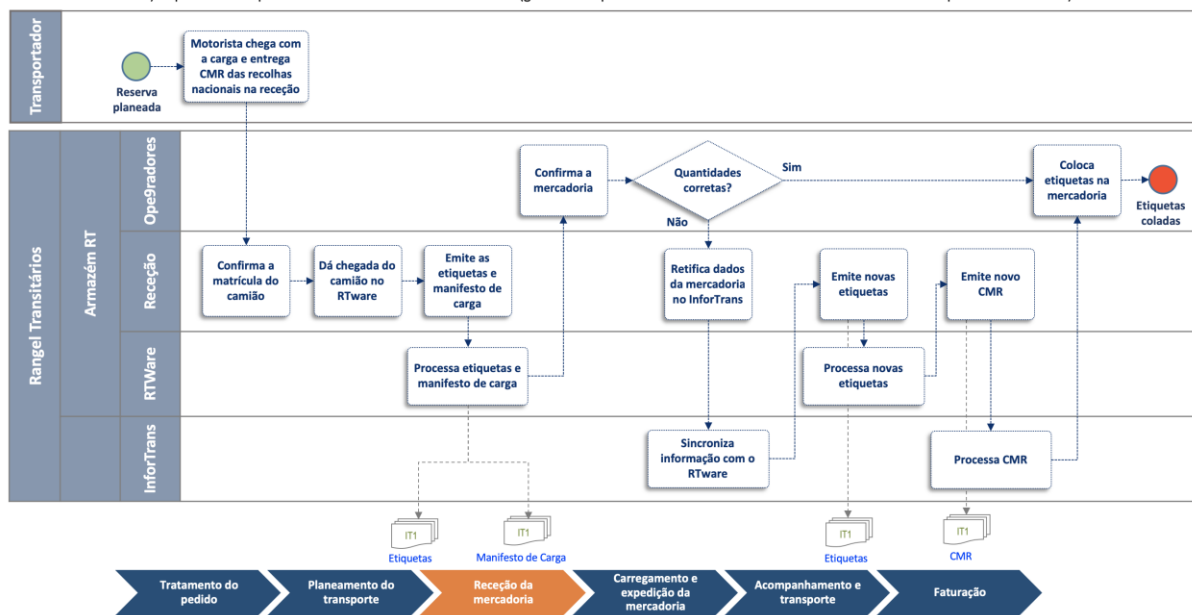 Transportador
Reserva
planeada
Motorista chega com
a carga e entrega
CMR das recolhas
nacionais na receção
Rangel Transitários
Armazém RT
Ope9radores
Confirma a
mercadoria
Quantidades
corretas?
Sim
Não
Coloca
etiquetas na
mercadoria
Etiquetas
coladas
Receção
Confirma a
matrícula do
camião
Dá chegada do
camião no
RTware
Emite as
etiquetas e
manifesto de
carga
Retifica dados
da mercadoria
no InforTrans
Emite novas
etiquetas
Emite novo
CMR
RTWare
Processa etiquetas e
manifesto de carga
Processa novas
etiquetas
InforTrans
Sincroniza
informação com o
RTware
Processa CMR
IT1
Etiquetas
IT1
Manifesto de Carga
IT1
Etiquetas
IT1
CMR
Tratamento do
pedido
Planeamento do
transporte
Receção da
mercadoria
Carregamento e
expedição da
mercadoria
Acompanhamento e
transporte
Faturação